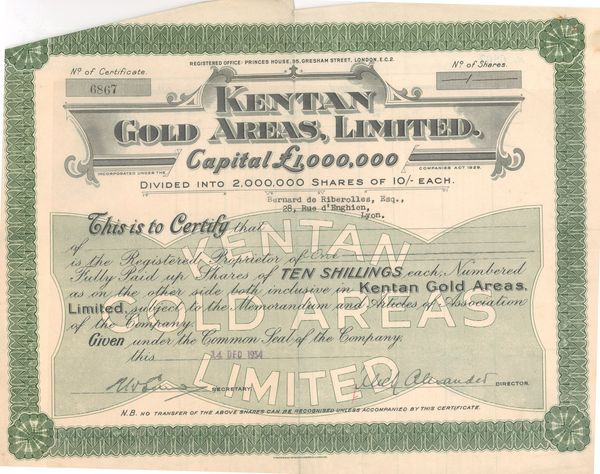 REGISTERED OFFICE: PRINCES HOUSE, 95, GRESHAM STREET, LONDON, E.C.2.
Nº of Certificate.
Nº of Shares.
6867
1
KENTAN
GOLD AREAS, LIMITED.
Capital £1,000,000
INCORPORATED UNDER THE
COMPANIES ACT 1929.
DIVIDED INTO 2,000,000 SHARES OF 10/- EACH.
Bernard de Riberolles, Esq.,
28, Rue d'Enghien,
Lyon.
This is to Certify that
of
is the Registered Proprietor of One
Fully Paid up Shares of TEN SHILLINGS each, Numbered
as on the other side both inclusive in Kentan Gold Areas,
Limited, subject to the Memorandum and Articles of Association
of the Company.
Given under the Common Seal of the Company,
this 14 DEC 1934
KENTAN
GOLD AREAS
LIMITED
SECRETARY.
Alexander DIRECTOR.
N.B. NO TRANSFER OF THE ABOVE SHARES CAN BE RECOGNISED UNLESS ACCOMPANIED BY THIS CERTIFICATE.